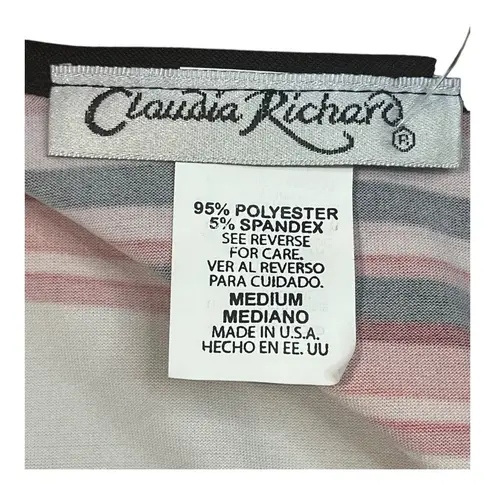 Claudia Richard ®
95% POLYESTER
5% SPANDEX
SEE REVERSE
FOR CARE.
VER AL REVERSO
PARA CUIDADO.
MEDIUM
MEDIANO
MADE IN U.S.A.
HECHO EN EE. UU